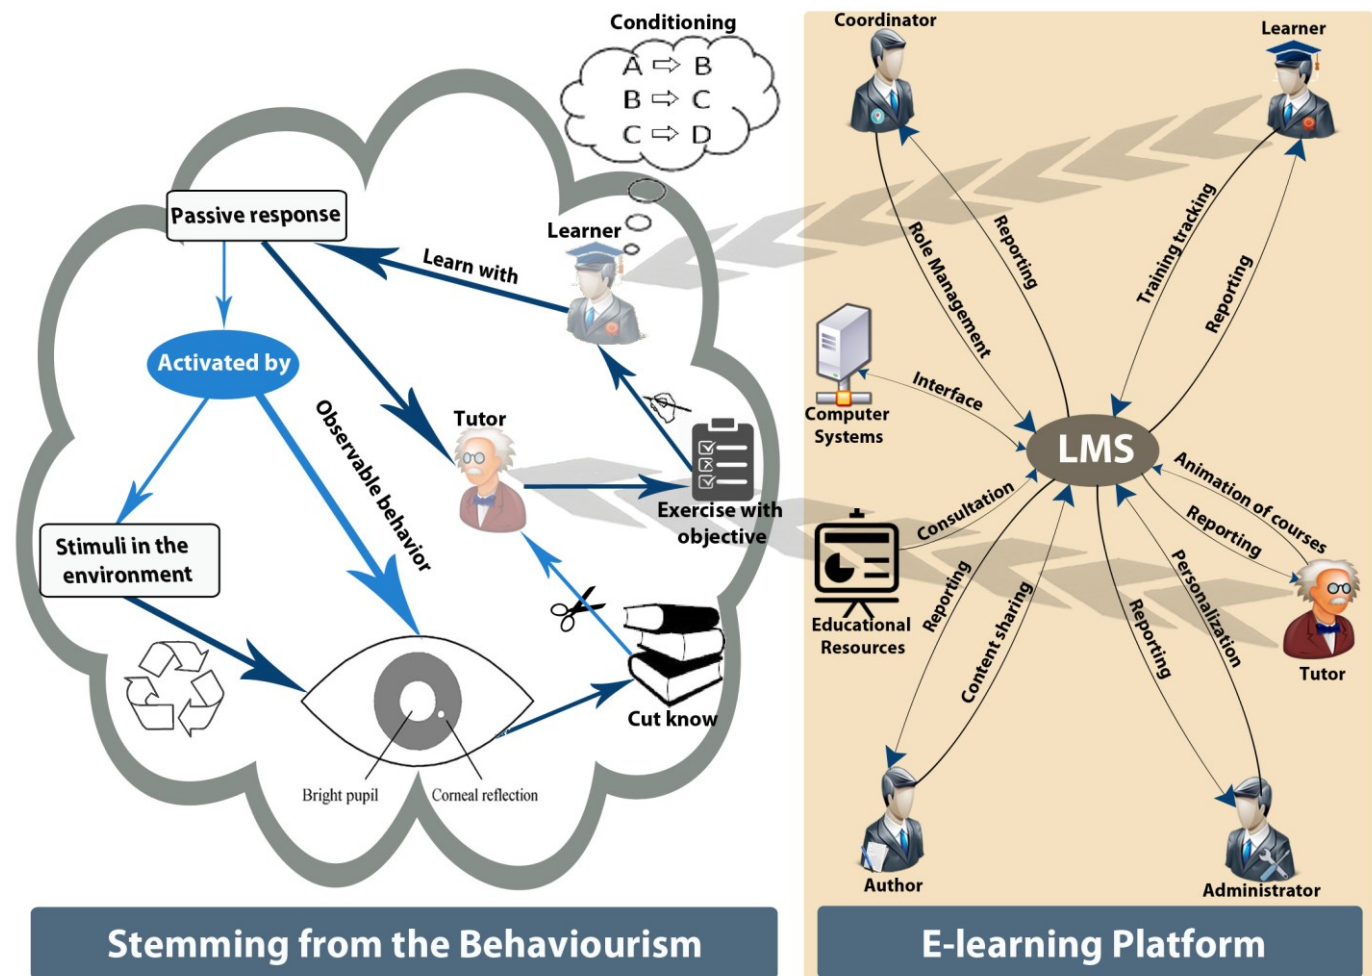 Conditioning
A ⇨ B
B ⇨ C
C ⇨ D
Passive response
Learner
Learn with
Activated by
Observable behavior
Tutor
Exercise with
objective
Stimuli in the
environment
Cut know
Bright pupil
Corneal reflection
Stemming from the Behaviourism
Coordinator
Learner
Role Management
Reporting
Training tracking
Reporting
Interface
Computer
Systems
LMS
Consultation
Animation of courses
Reporting
Educational
Resources
Reporting
Content sharing
Reporting
Personalization
Tutor
Author
Administrator
E-learning Platform